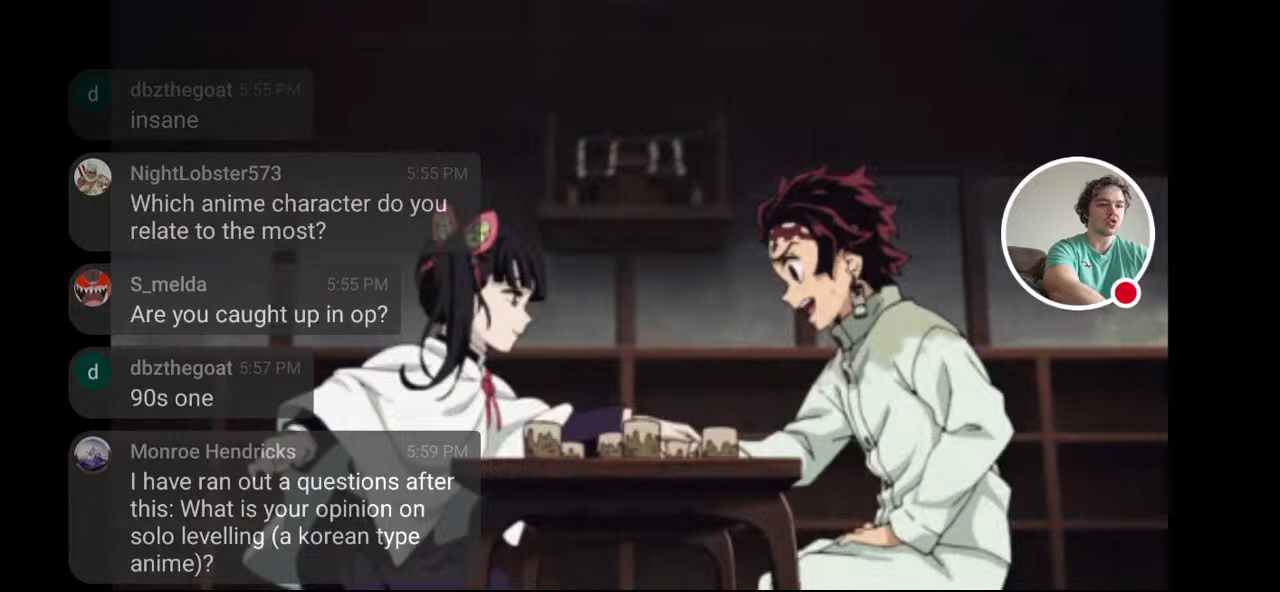 d
dbzthegoat 5:55 PM
insane
NightLobster573 5:55 PM
Which anime character do you
relate to the most?
S_melda 5:55 PM
Are you caught up in op?
d
dbzthegoat 5:57 PM
90s one
Monroe Hendricks 5:59 PM
I have ran out a questions after
this: What is your opinion on
solo levelling (a korean type
anime)?